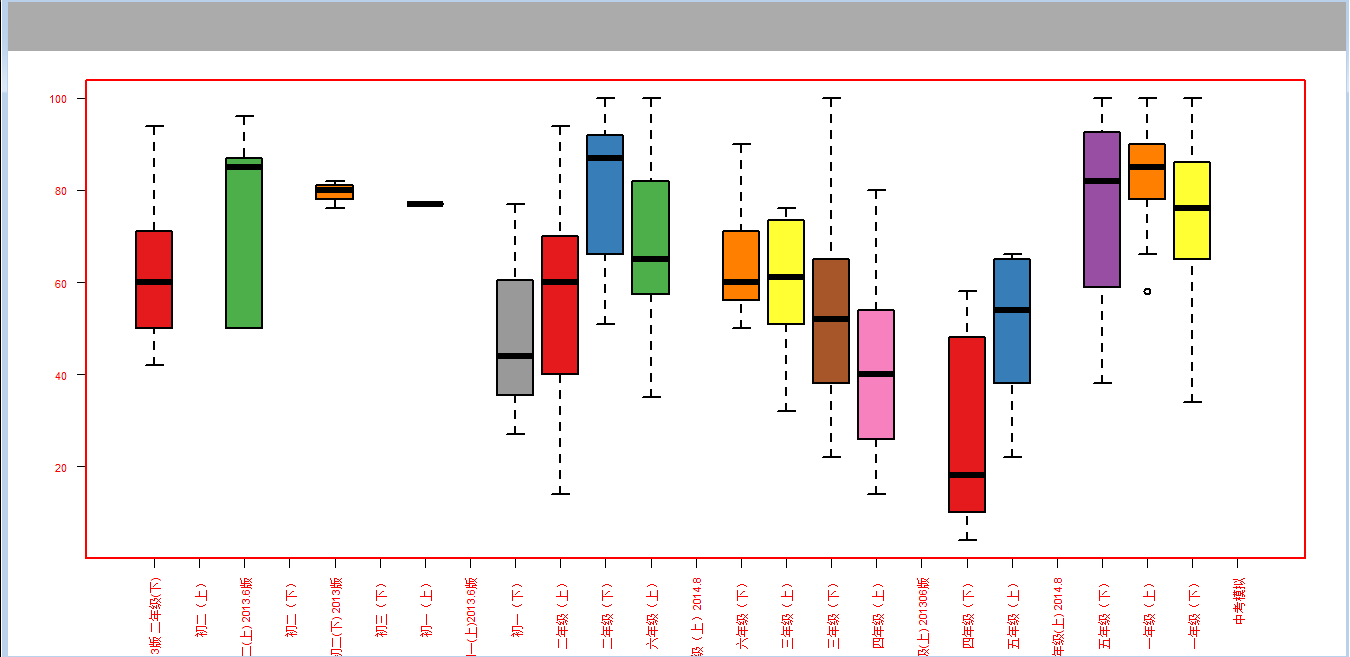 100
80
60
40
20
3版 二年级(下)
初二（上）
二(上) 2013.6版
初二（下）
初二(下) 2013版
初三（下）
初一（上）
一(上)2013.6版
初一（下）
二年级（上）
二年级（下）
六年级（上）
级（上）2014.8
六年级（下）
三年级（上）
三年级（下）
四年级（上）
级(上) 201306版
四年级（下）
五年级（上）
年级(上) 2014.8
五年级（下）
一年级（上）
一年级（下）
中考模拟